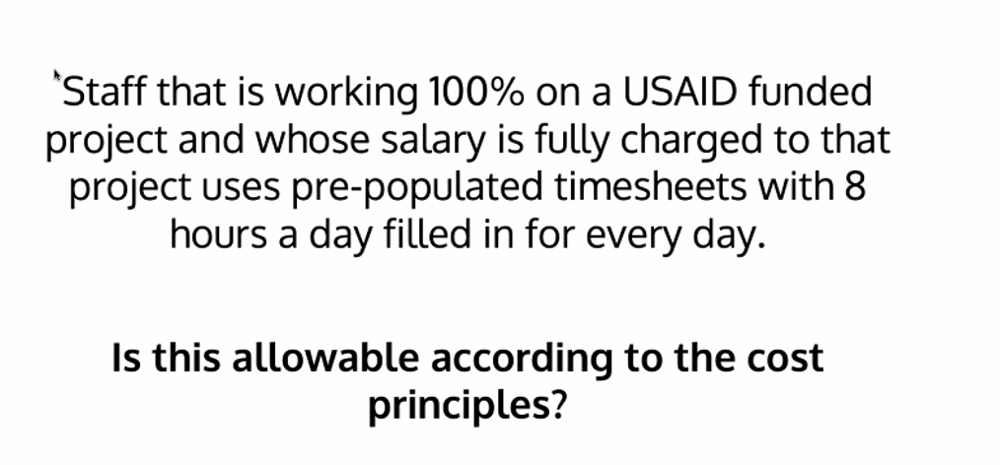 Staff that is working 100% on a USAID funded
project and whose salary is fully charged to that
project uses pre-populated timesheets with 8
hours a day filled in for every day.
Is this allowable according to the cost
principles?